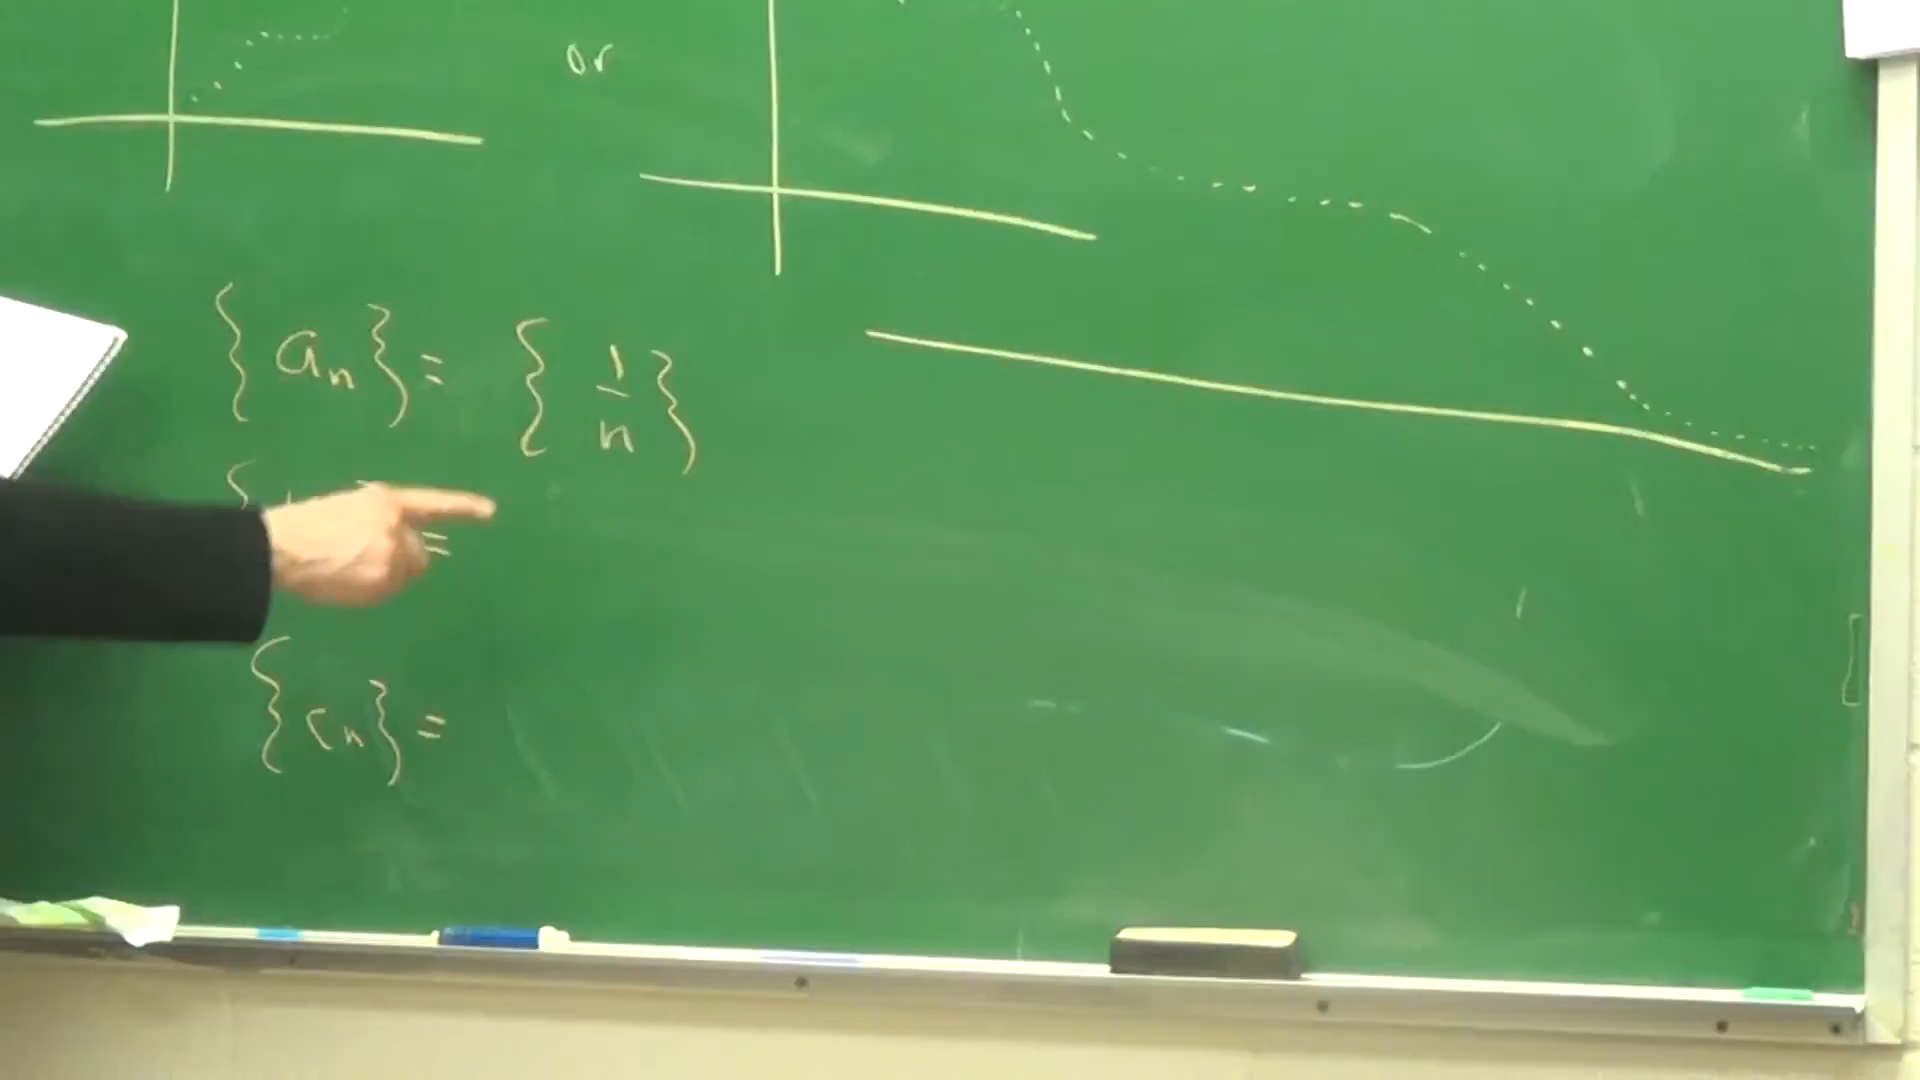 or
{ aₙ } = { 1/n }
=
{ cₙ } =